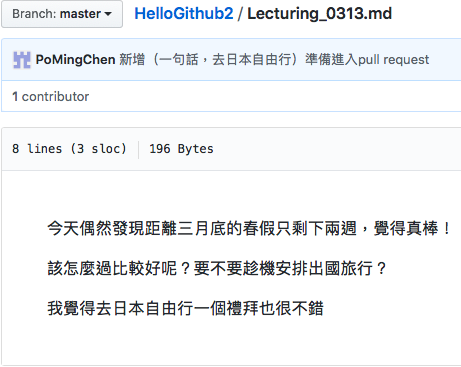 Branch: master
HelloGithub2 / Lecturing_0313.md
PoMingChen 新增（一句話，去日本自由行）準備進入pull request
1 contributor
8 lines (3 sloc) 196 Bytes
今天偶然發現距離三月底的春假只剩下兩週，覺得真棒！
該怎麼過比較好呢？要不要趁機安排出國旅行？
我覺得去日本自由行一個禮拜也很不錯